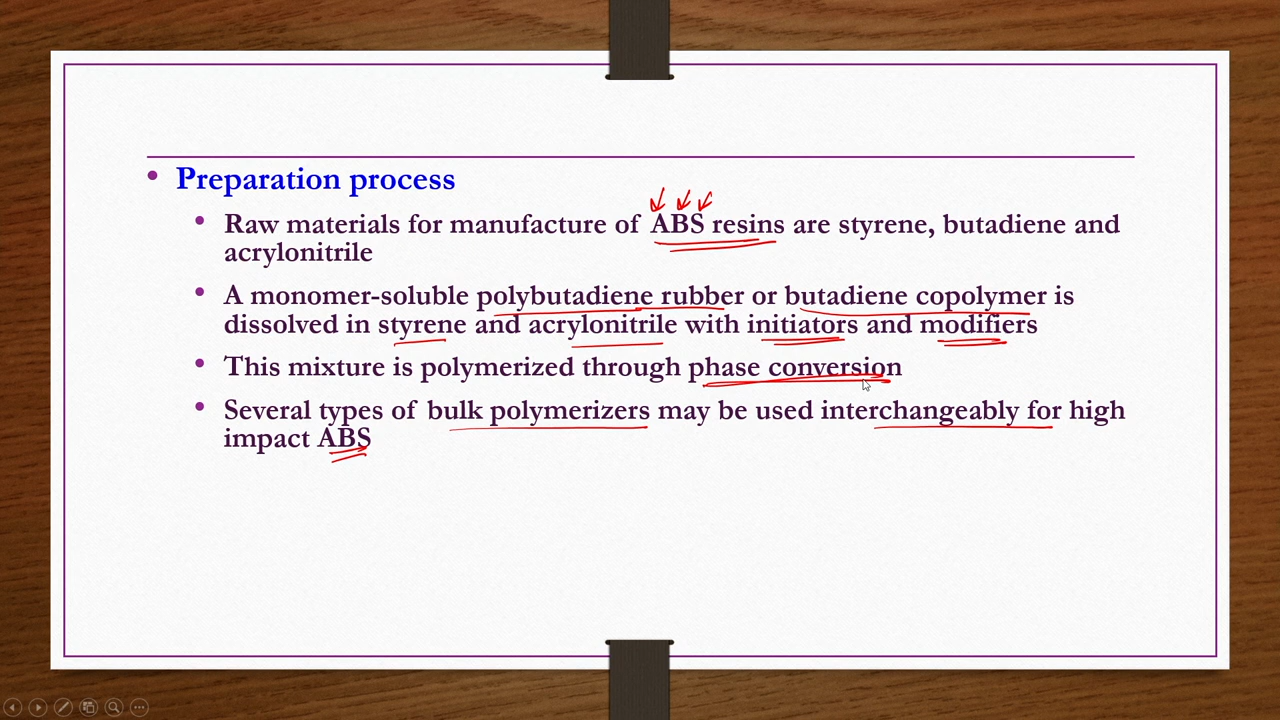 Preparation process
Raw materials for manufacture of ABS resins are styrene, butadiene and
acrylonitrile
A monomer-soluble polybutadiene rubber or butadiene copolymer is
dissolved in styrene and acrylonitrile with initiators and modifiers
This mixture is polymerized through phase conversion
Several types of bulk polymerizers may be used interchangeably for high
impact ABS